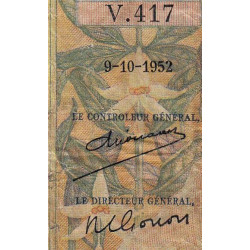 V.417
9-10-1952
LE CONTROLEUR GÉNÉRAL,
LE DIRECTEUR GÉNÉRAL,